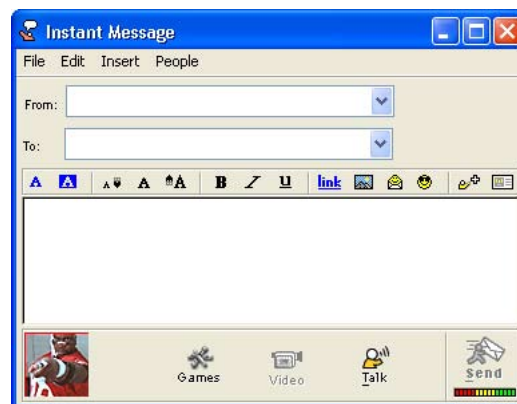 Instant Message
File Edit Insert People
From:
To:
A A A A A B I U link
Games Video Talk Send